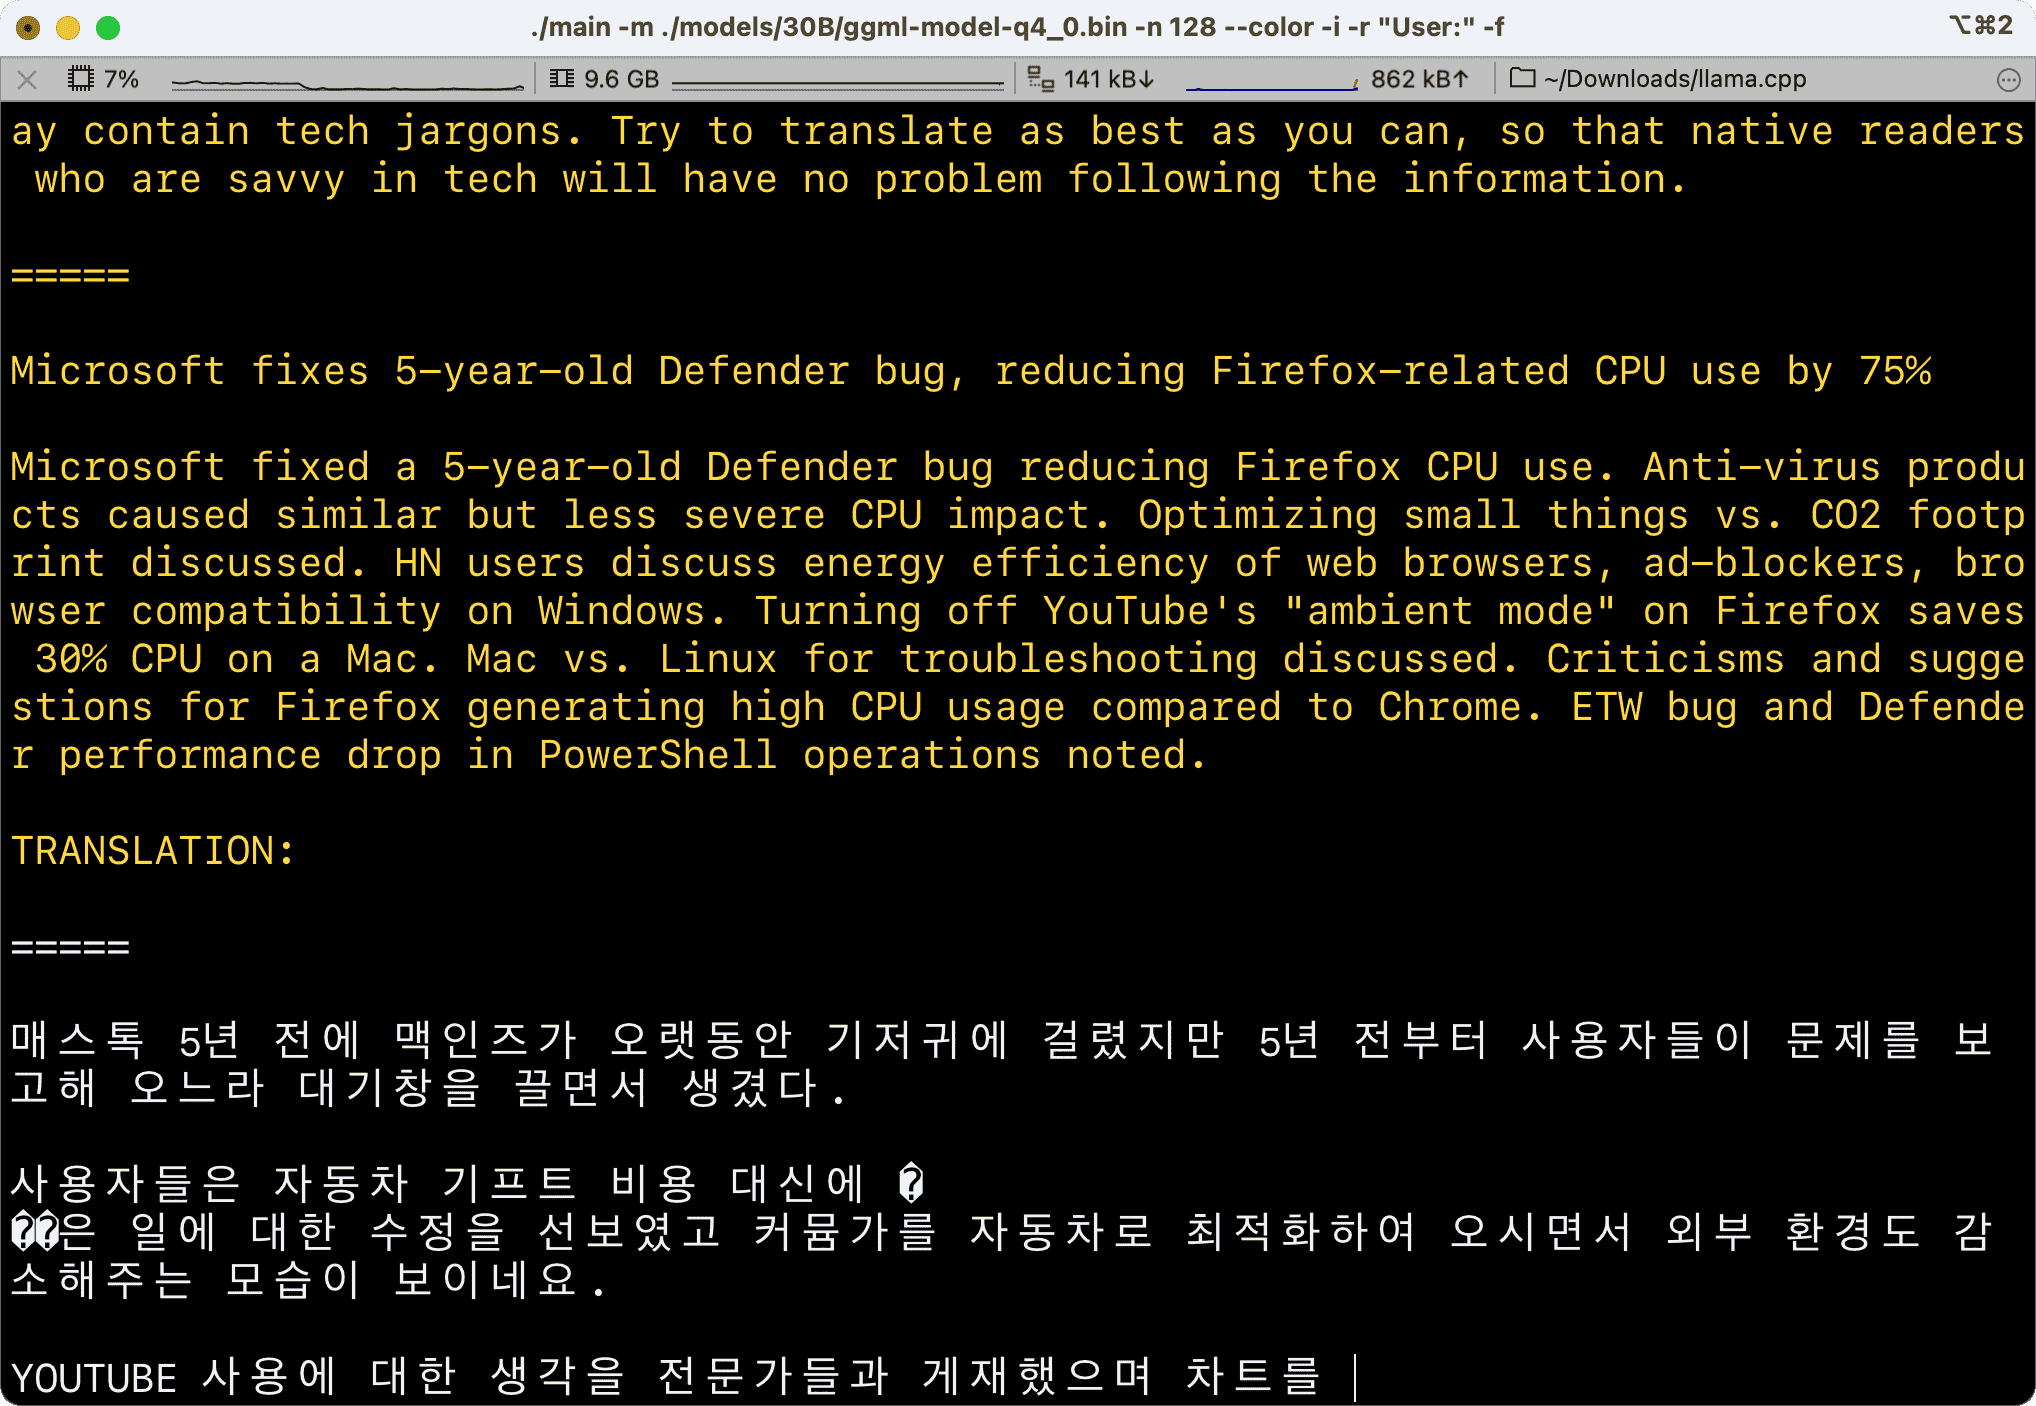 ./main -m ./models/30B/ggml-model-q4_0.bin -n 128 --color -i -r "User:" -f ⌥⌘2
7% 9.6 GB 141 kB↓ 862 kB↑ ~/Downloads/llama.cpp
ay contain tech jargons. Try to translate as best as you can, so that native readers
who are savvy in tech will have no problem following the information.
=====
Microsoft fixes 5-year-old Defender bug, reducing Firefox-related CPU use by 75%
Microsoft fixed a 5-year-old Defender bug reducing Firefox CPU use. Anti-virus produ
cts caused similar but less severe CPU impact. Optimizing small things vs. CO2 footp
rint discussed. HN users discuss energy efficiency of web browsers, ad-blockers, bro
wser compatibility on Windows. Turning off YouTube's "ambient mode" on Firefox saves
30% CPU on a Mac. Mac vs. Linux for troubleshooting discussed. Criticisms and sugge
stions for Firefox generating high CPU usage compared to Chrome. ETW bug and Defende
r performance drop in PowerShell operations noted.
TRANSLATION:
=====
매스톡 5년 전에 맥인즈가 오랫동안 기저귀에 걸렸지만 5년 전부터 사용자들이 문제를 보
고해 오느라 대기창을 끌면서 생겼다.
사용자들은 자동차 기프트 비용 대신에 �
��은 일에 대한 수정을 선보였고 커뮴가를 자동차로 최적화하여 오시면서 외부 환경도 감
소해주는 모습이 보이네요.
YOUTUBE 사용에 대한 생각을 전문가들과 게재했으며 차트를